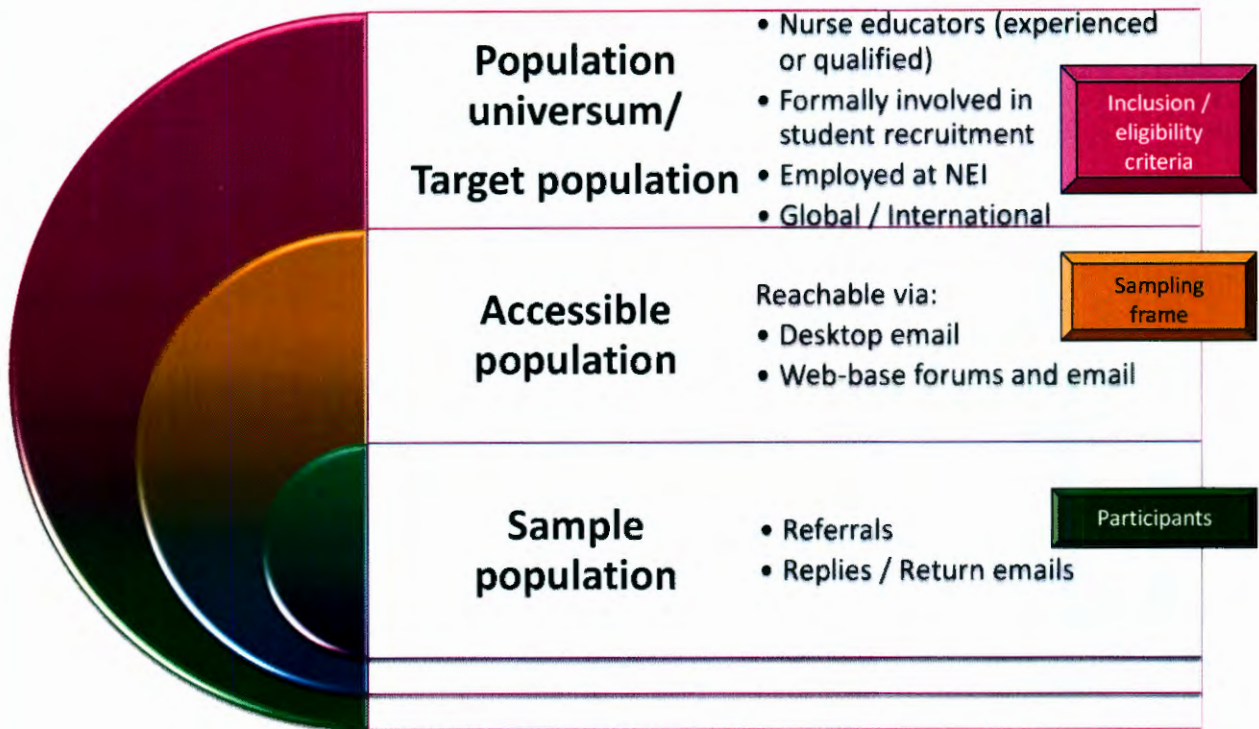 Population
universum/
Target population
• Nurse educators (experienced
or qualified)
• Formally involved in
student recruitment
• Employed at NEI
• Global / International
Inclusion /
eligibility
criteria
Accessible
population
Reachable via:
• Desktop email
• Web-base forums and email
Sampling
frame
Sample
population
• Referrals
• Replies / Return emails
Participants